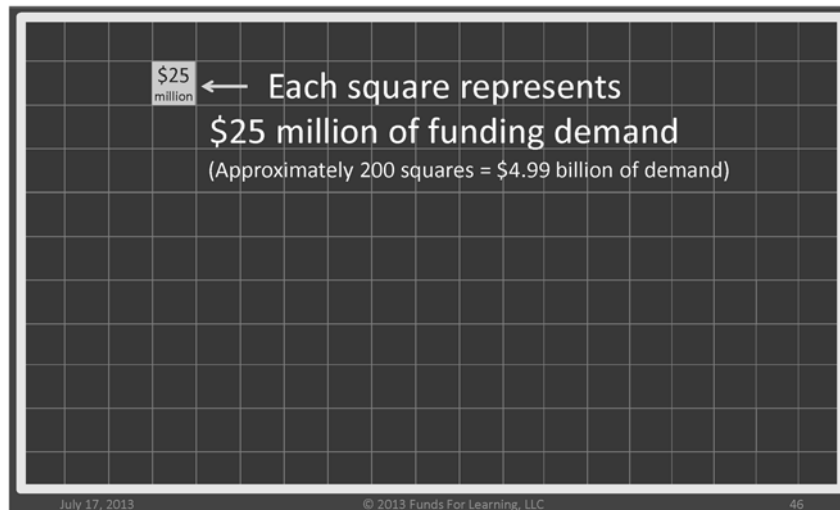 $25
million
Each square represents
$25 million of funding demand
(Approximately 200 squares = $4.99 billion of demand)
July 17, 2013
© 2013 Funds For Learning, LLC
46